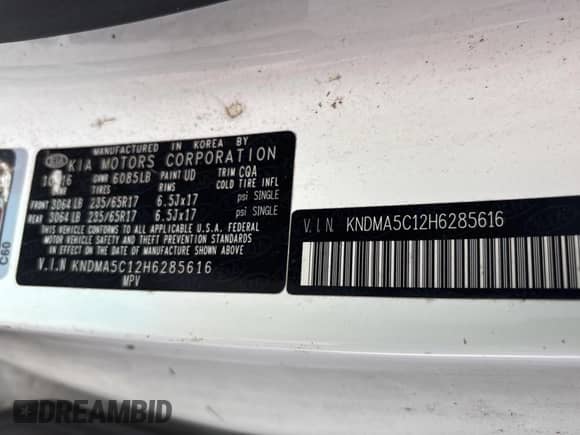 MANUFACTURED IN KOREA BY
KIA KIA MOTORS CORPORATION
GVWR 6085LB PAINT UD TRIM CQA
TIRES RIMS COLD TIRE INFL
FRONT 3064LB 235/65R17 6.5Jx17 psi SINGLE
REAR 3064LB 235/65R17 6.5Jx17 psi SINGLE
THIS VEHICLE CONFORMS TO ALL APPLICABLE U.S.A. FEDERAL
MOTOR VEHICLE SAFETY AND THEFT PREVENTION STANDARDS
IN EFFECT ON THE DATE OF MANUFACTURE SHOWN ABOVE
V.I.N KNDMA5C12H6285616
MPV
V.I.N. KNDMA5C12H6285616
C60
DREAMBID